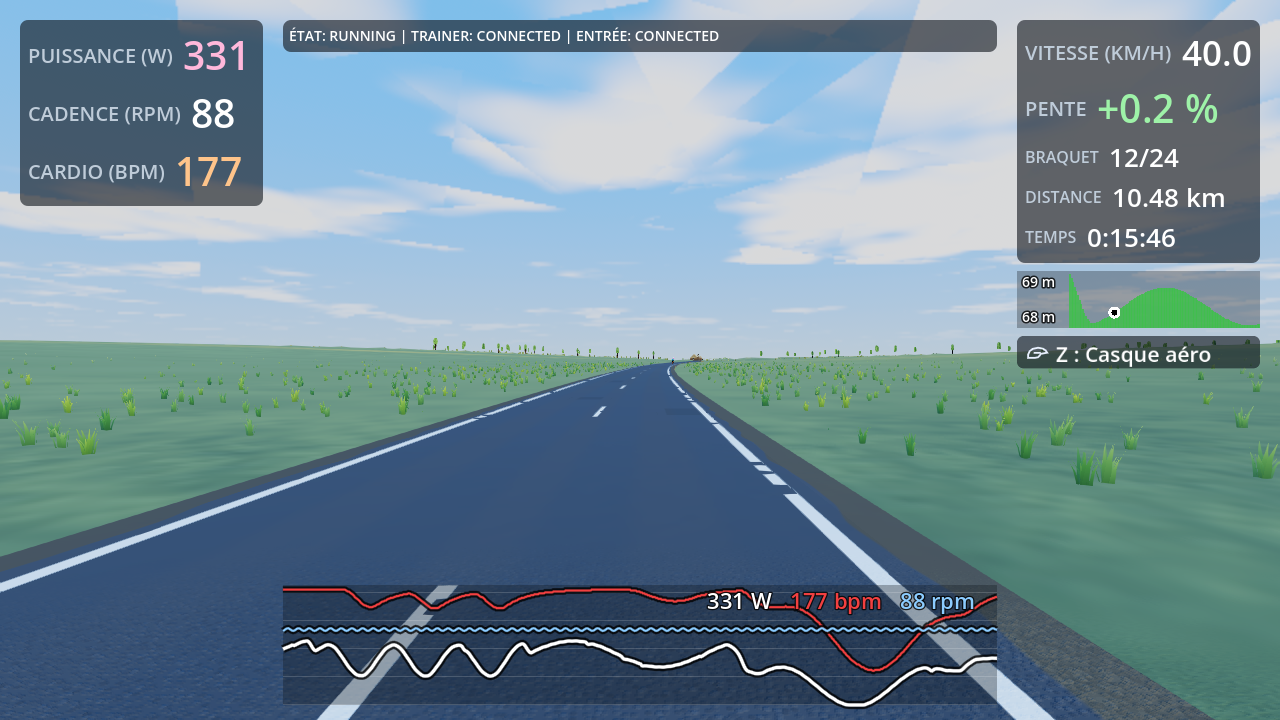 PUISSANCE (W) 331
CADENCE (RPM) 88
CARDIO (BPM) 177
ÉTAT: RUNNING | TRAINER: CONNECTED | ENTRÉE: CONNECTED
VITESSE (KM/H) 40.0
PENTE +0.2 %
BRAQUET 12/24
DISTANCE 10.48 km
TEMPS 0:15:46
69 m
68 m
Z : Casque aéro
331 W 177 bpm 88 rpm